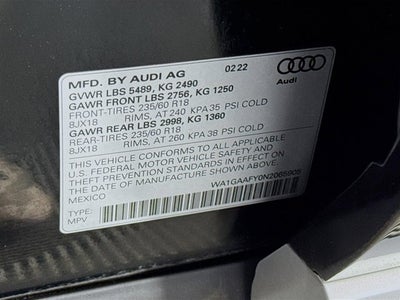 MFD. BY AUDI AG 02/22
GVWR LBS 5489, KG 2490
GAWR FRONT LBS 2756, KG 1250
FRONT-TIRES 235/60 R18
8JX18 RIMS, AT 240 KPA 35 PSI COLD
GAWR REAR LBS 2998, KG 1360
REAR-TIRES 235/60 R18
8JX18 RIMS, AT 260 KPA 38 PSI COLD
THIS VEHICLE CONFORMS TO ALL APPLICABLE
U.S. FEDERAL MOTOR VEHICLE SAFETY AND
THEFT PREVENTION STANDARDS IN EFFECT ON
THE DATE OF MANUFACTURE SHOWN ABOVE.
MEXICO
WA1GAAFY0N2065905
TYPE:
MPV
Audi